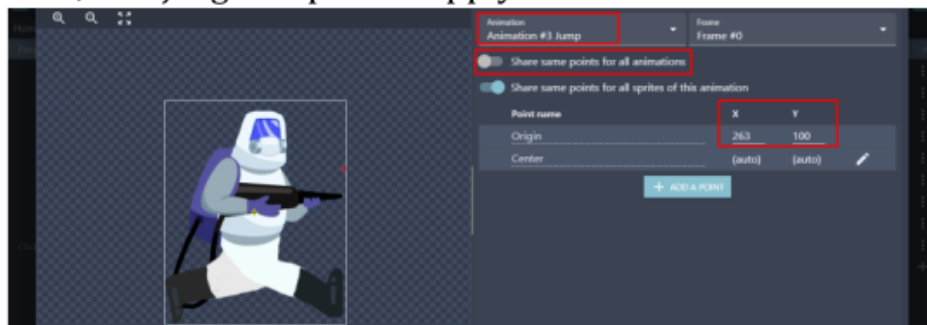 Animation
Animation #3 Jump
Frame
Frame #0
Share same points for all animations
Share same points for all sprites of this animation
Point name X Y
Origin 263 100
Center (auto) (auto)
+ ADD A POINT